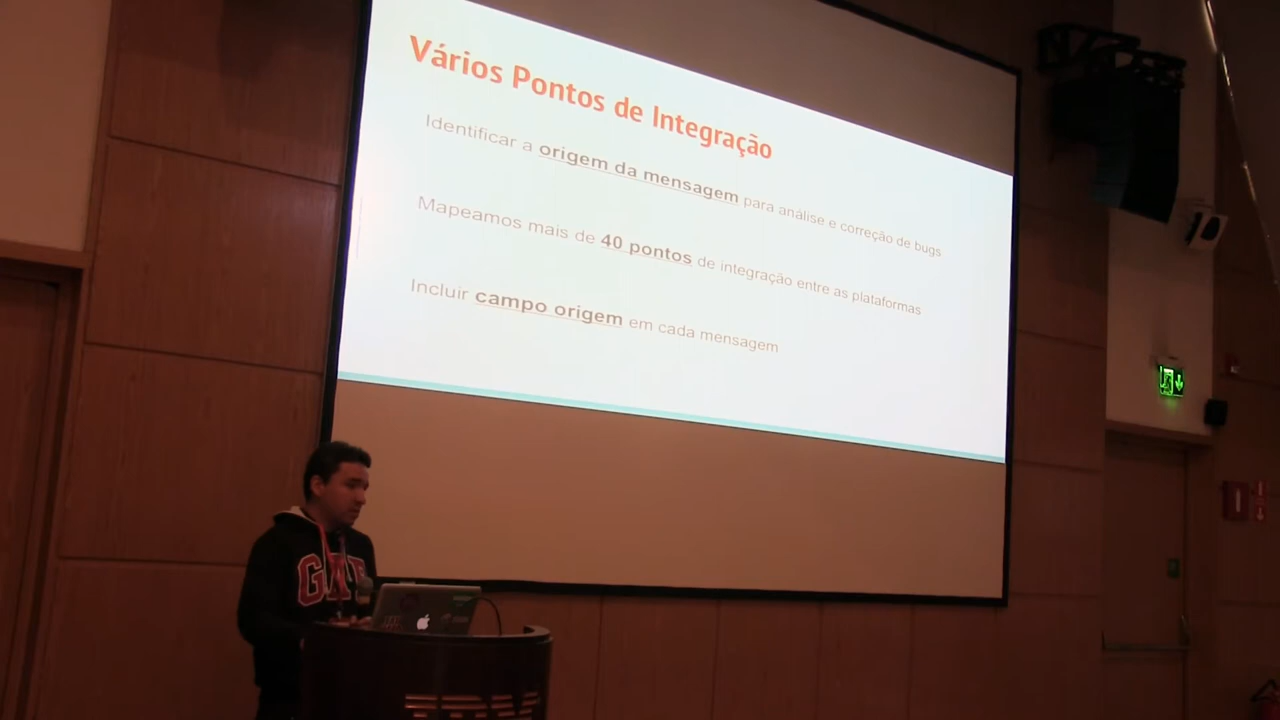 Vários Pontos de Integração
Identificar a origem da mensagem para análise e correção de bugs
Mapeamos mais de 40 pontos de integração entre as plataformas
Incluir campo origem em cada mensagem
GAP